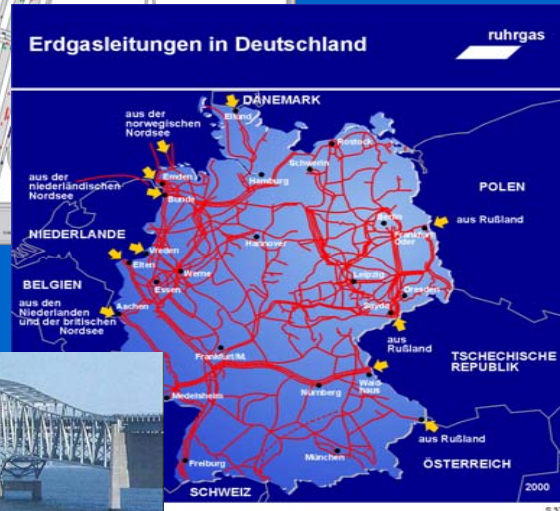 Erdgasleitungen in Deutschland
ruhrgas
DÄNEMARK
Ellund
aus der
norwegischen
Nordsee
Rostock
Schwerin
aus der
niederländischen
Nordsee
Emden
Hamburg
POLEN
Bunde
Berlin
aus Rußland
NIEDERLANDE
Frankfurt/
Oder
Hannover
Vreden
Elten
Werne
BELGIEN
Leipzig
Essen
Dresden
aus den
Niederlanden
und der britischen
Nordsee
Aachen
Sayda
aus
Rußland
Frankfurt/M.
TSCHECHISCHE
REPUBLIK
Waid-
haus
Medelsheim
Nürnberg
aus Rußland
München
ÖSTERREICH
Freiburg
SCHWEIZ
2000